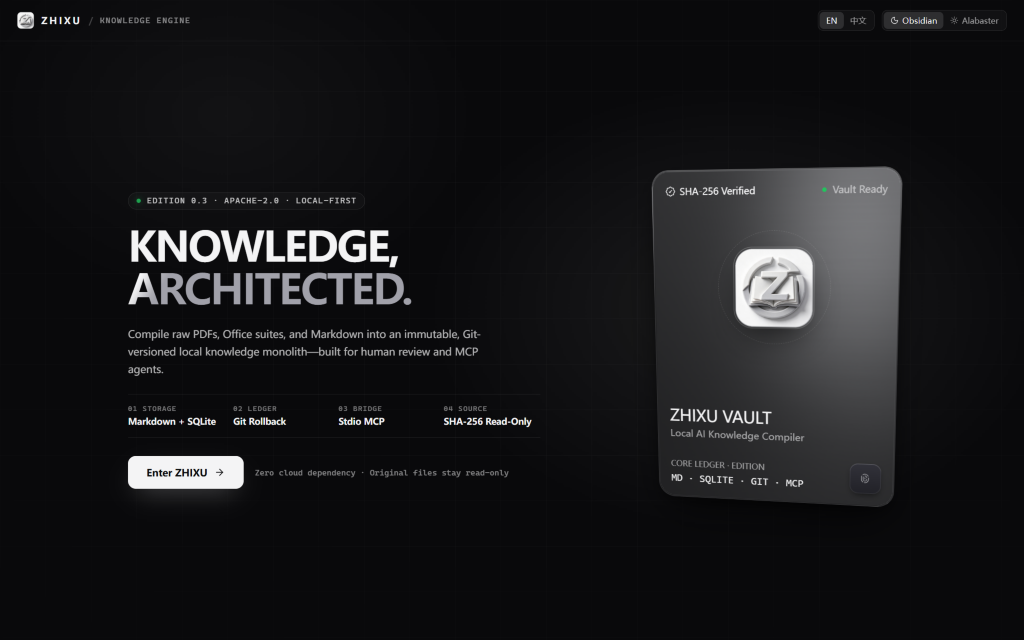 ZHIXU / KNOWLEDGE ENGINE
EN 中文 Obsidian Alabaster
EDITION 0.3 · APACHE-2.0 · LOCAL-FIRST
KNOWLEDGE,
ARCHITECTED.
Compile raw PDFs, Office suites, and Markdown into an immutable, Git-
versioned local knowledge monolith—built for human review and MCP
agents.
01 STORAGE 02 LEDGER 03 BRIDGE 04 SOURCE
Markdown + SQLite Git Rollback Stdio MCP SHA-256 Read-Only
Enter ZHIXU → Zero cloud dependency · Original files stay read-only
SHA-256 Verified Vault Ready
Z
ZHIXU VAULT
Local AI Knowledge Compiler
CORE LEDGER · EDITION
MD · SQLITE · GIT · MCP